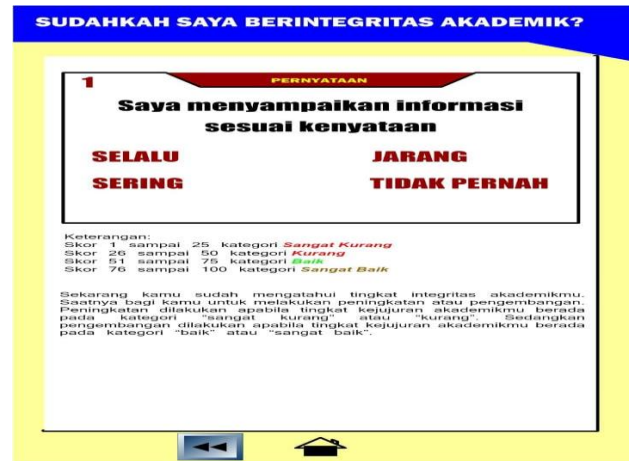 SUDAHKAH SAYA BERINTEGRITAS AKADEMIK?
1
PERNYATAAN
Saya menyampaikan informasi
sesuai kenyataan
SELALU JARANG
SERING TIDAK PERNAH
Keterangan:
Skor 1 sampai 25 kategori Sangat Kurang
Skor 26 sampai 50 kategori Kurang
Skor 51 sampai 75 kategori Baik
Skor 76 sampai 100 kategori Sangat Baik
Sekarang kamu sudah mengatahui tingkat integritas akademikmu.
Saatnya bagi kamu untuk melakukan peningkatan atau pengembangan.
Peningkatan dilakukan apabila tingkat kejujuran akademikmu berada
pada kategori "sangat kurang" atau "kurang". Sedangkan
pengembangan dilakukan apabila tingkat kejujuran akademikmu berada
pada kategori "baik" atau "sangat baik".